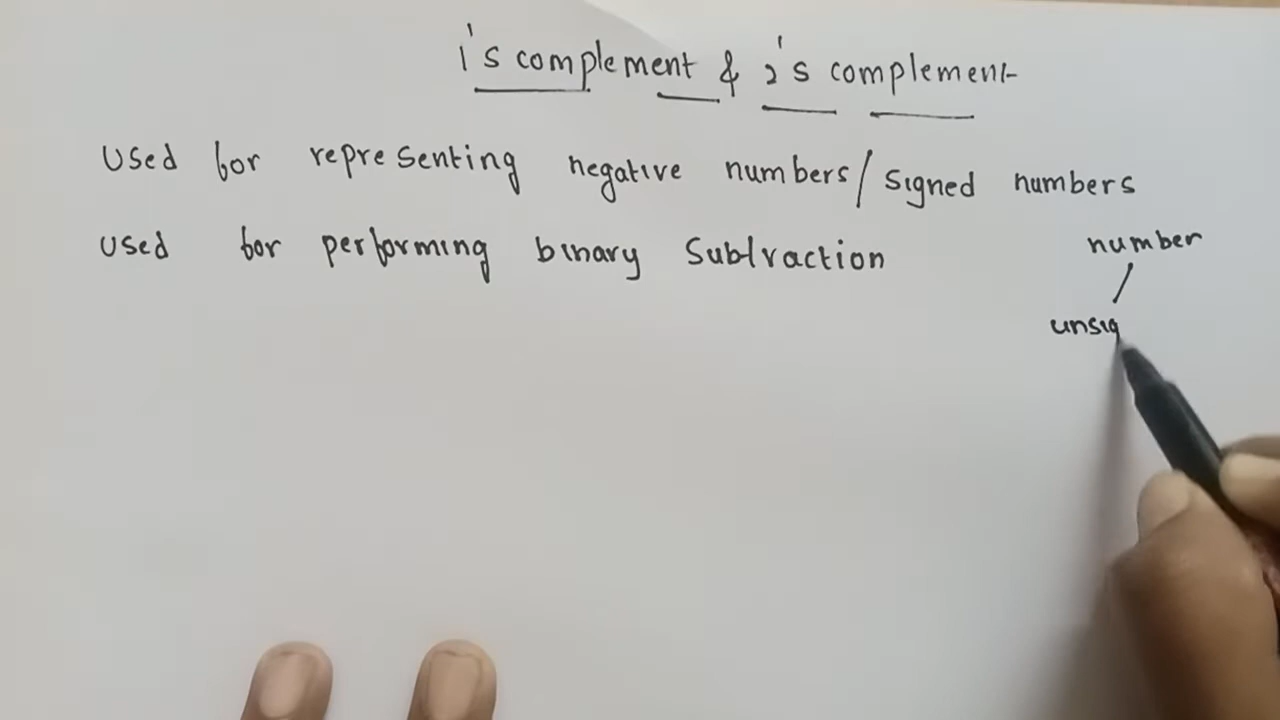 1's complement & 2's complement
used for representing negative numbers/signed numbers
used for performing binary subtraction
number
unsig